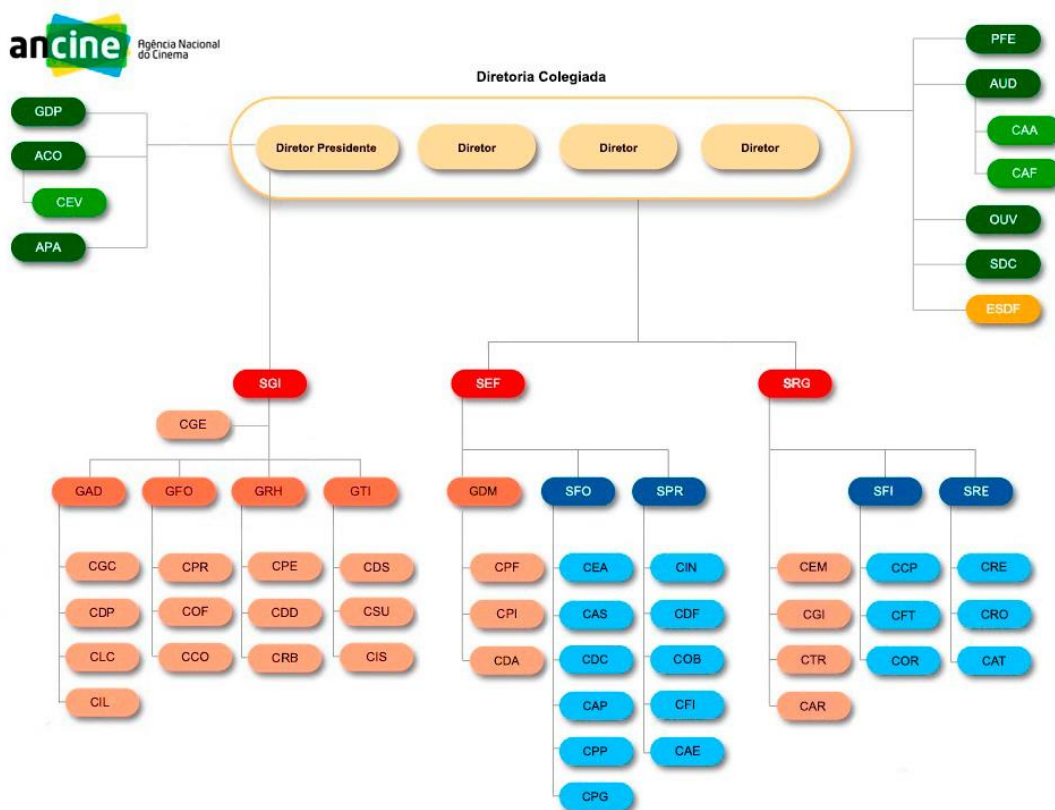 ancine
Agência Nacional
do Cinema
Diretoria Colegiada
Diretor Presidente
Diretor
Diretor
Diretor
GDP
ACO
CEV
APA
PFE
AUD
CAA
CAF
OUV
SDC
ESDF
SGI
SEF
SRG
CGE
GAD
GFO
GRH
GTI
GDM
SFO
SPR
SFI
SRE
CGC
CDP
CLC
CIL
CPR
COF
CCO
CPE
CDD
CRB
CDS
CSU
CIS
CPF
CPI
CDA
CEA
CAS
CDC
CAP
CPP
CPG
CIN
CDF
COB
CFI
CAE
CEM
CGI
CTR
CAR
CCP
CFT
COR
CRE
CRO
CAT